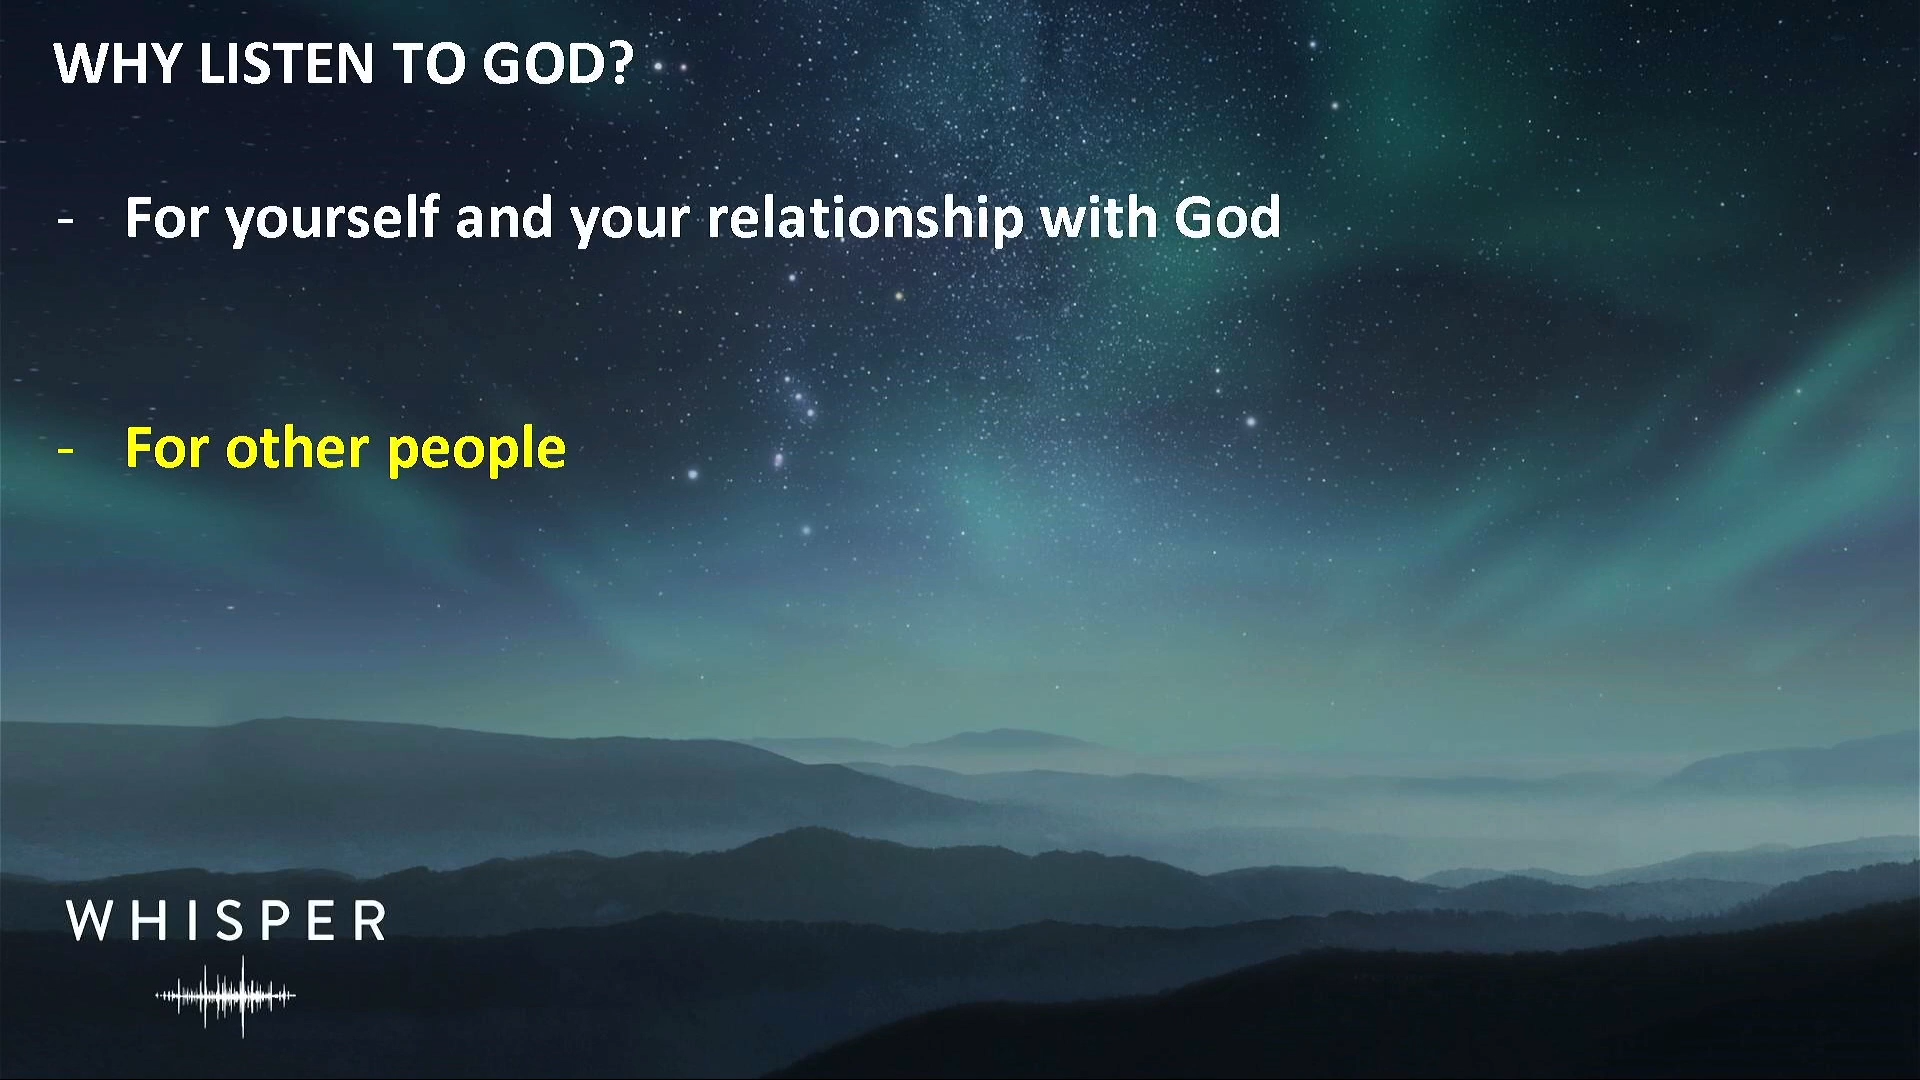 WHY LISTEN TO GOD?
- For yourself and your relationship with God
- For other people
WHISPER